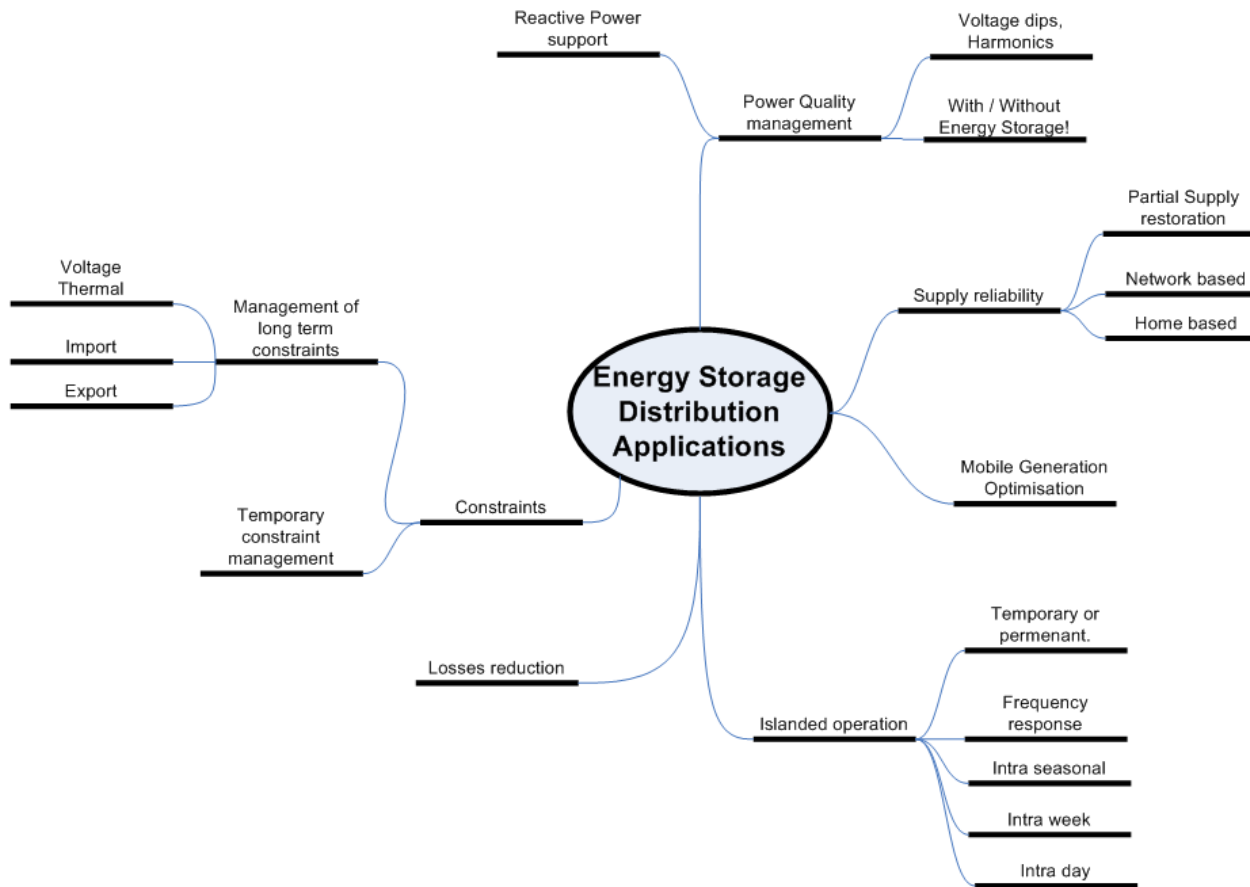 Reactive Power
support
Voltage dips,
Harmonics
Power Quality
management
With / Without
Energy Storage!
Partial Supply
restoration
Network based
Home based
Supply reliability
Voltage
Thermal
Import
Export
Management of
long term
constraints
Energy Storage
Distribution
Applications
Mobile Generation
Optimisation
Constraints
Temporary
constraint
management
Losses reduction
Islanded operation
Temporary or
permenant.
Frequency
response
Intra seasonal
Intra week
Intra day